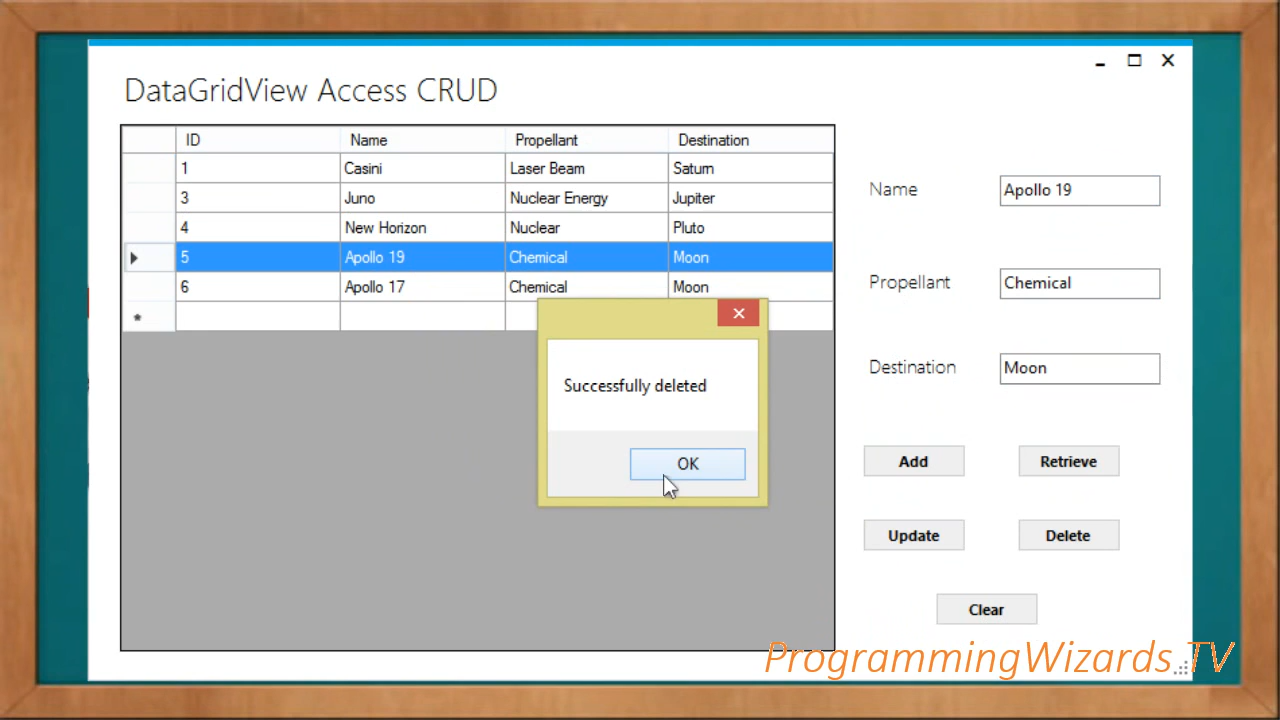 DataGridView Access CRUD
ID Name Propellant Destination
1 Casini Laser Beam Saturn
3 Juno Nuclear Energy Jupiter
4 New Horizon Nuclear Pluto
5 Apollo 19 Chemical Moon
6 Apollo 17 Chemical Moon
Successfully deleted
OK
Name Apollo 19
Propellant Chemical
Destination Moon
Add Retrieve
Update Delete
Clear
ProgrammingWizards.TV